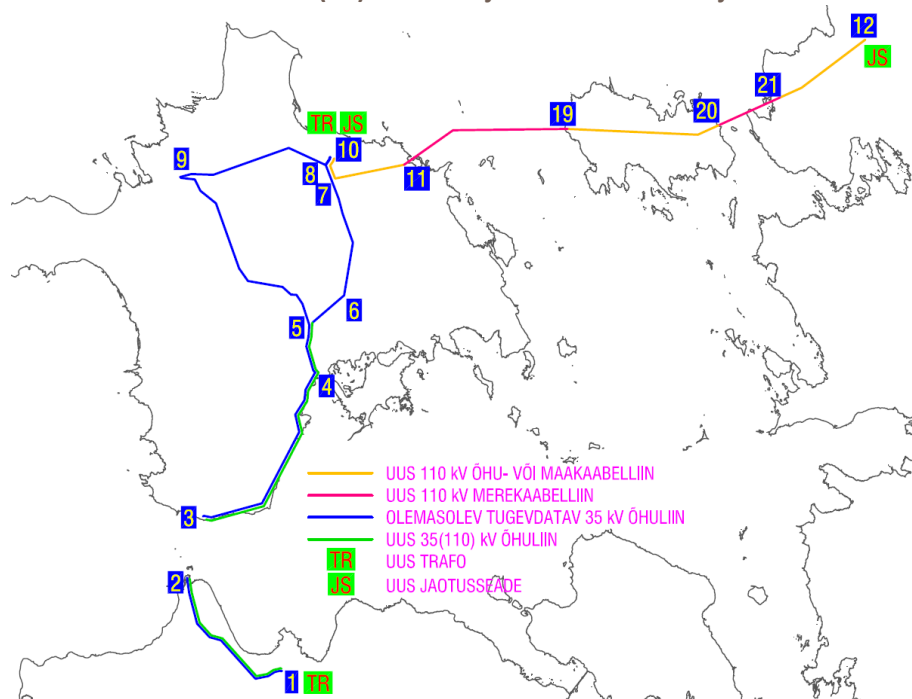 12
JS
21
19
20
TR JS
10
9
8
11
7
6
5
4
UUS 110 kV ÕHU- VÕI MAAKAABELLIIN
UUS 110 kV MEREKAABELLIIN
3
OLEMASOLEV TUGEVDATAV 35 kV ÕHULIIN
UUS 35(110) kV ÕHULIIN
TR UUS TRAFO
2
JS UUS JAOTUSSEADE
1 TR